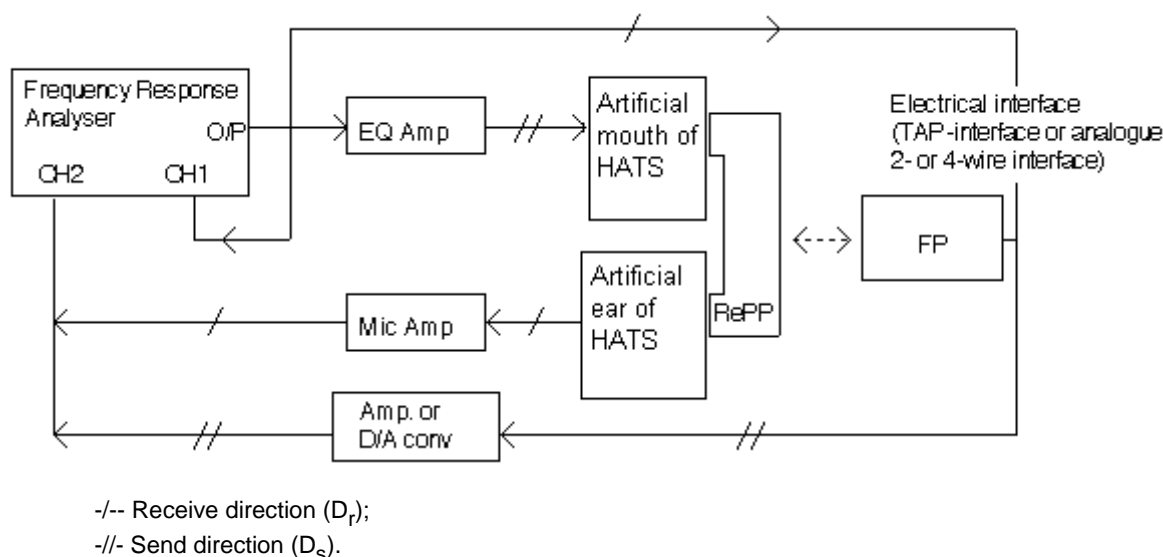 Frequency Response
Analyser
O/P
CH2
CH1
EQ Amp
Artificial
mouth of
HATS
Electrical interface
(TAP-interface or analogue
2- or 4-wire interface)
FP
RePP
Artificial
ear of
HATS
Mic Amp
Amp. or
D/A conv
-/-- Receive direction (Dr);
-//- Send direction (Ds).